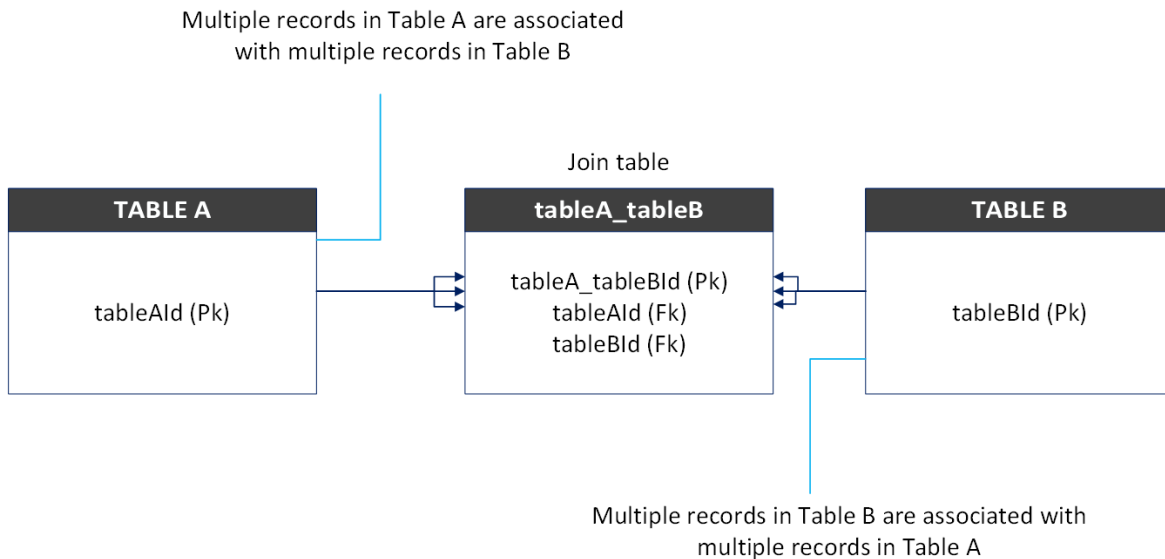 Multiple records in Table A are associated
with multiple records in Table B
Join table
TABLE A
tableA_tableB
TABLE B
tableAId (Pk)
tableA_tableBId (Pk)
tableAId (Fk)
tableBId (Fk)
tableBId (Pk)
Multiple records in Table B are associated with
multiple records in Table A